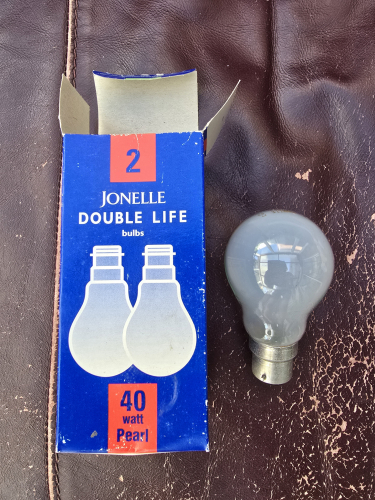 2
JONELLE
DOUBLE LIFE
bulbs
40
watt
Pearl